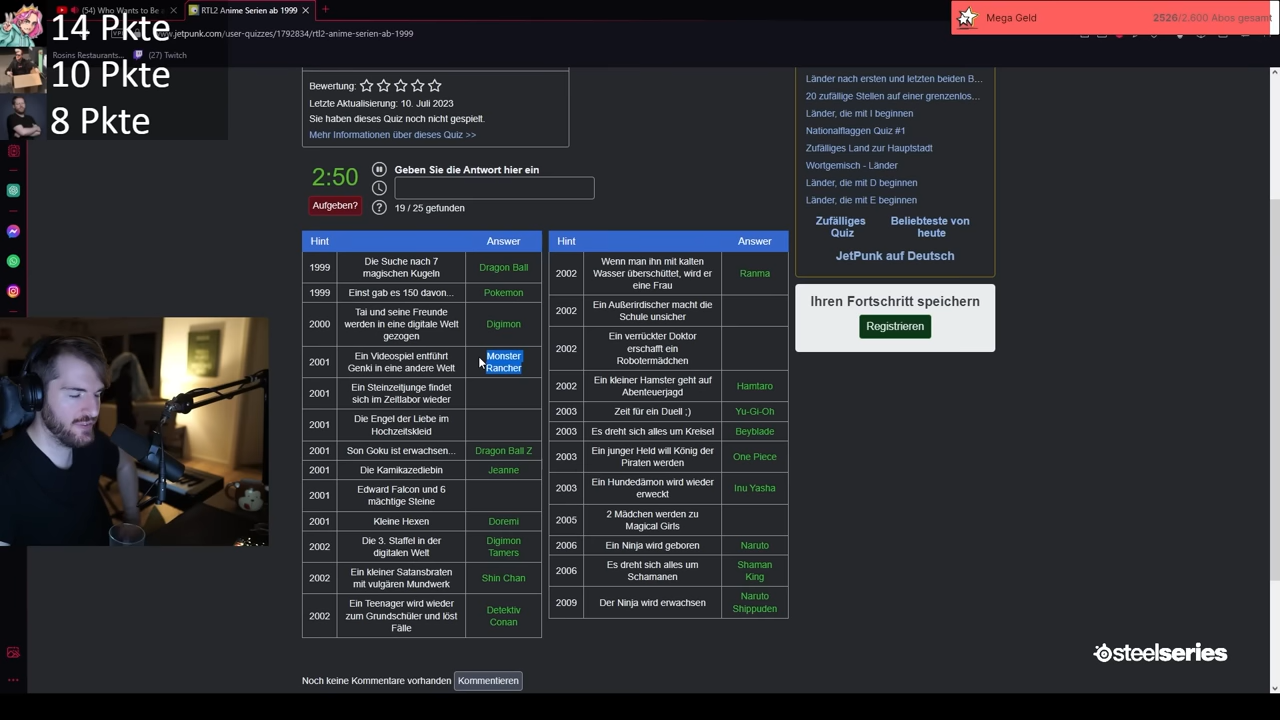 (54) Who Wants to Be
RTL2 Anime Serien ab 1999
14 Pkte
10 Pkte
8 Pkte
www.jetpunk.com/user-quizzes/1792834/rtl2-anime-serien-ab-1999
Rosins Restaurants...
(27) Twitch
Mega Geld
2526/2,600 Abos gesamt
Bewertung:
Letzte Aktualisierung: 10. Juli 2023
Sie haben dieses Quiz noch nicht gespielt.
Mehr Informationen über dieses Quiz >>
2:50
Aufgeben?
Geben Sie die Antwort hier ein
19 / 25 gefunden
Hint Answer
1999 Die Suche nach 7
magischen Kugeln
Dragon Ball
1999 Einst gab es 150 davon... Pokemon
2000 Tai und seine Freunde
werden in eine digitale Welt
gezogen
Digimon
2001 Ein Videospiel entführt
Genki in eine andere Welt
Monster
Rancher
2001 Ein Steinzeitjunge findet
sich im Zeitlabor wieder
2001 Die Engel der Liebe im
Hochzeitskleid
2001 Son Goku ist erwachsen... Dragon Ball Z
2001 Die Kamikazediebin Jeanne
2001 Edward Falcon und 6
mächtige Steine
2001 Kleine Hexen Doremi
2002 Die 3. Staffel in der
digitalen Welt
Digimon
Tamers
2002 Ein kleiner Satansbraten
mit vulgären Mundwerk
Shin Chan
2002 Ein Teenager wird wieder
zum Grundschüler und löst
Fälle
Detektiv
Conan
Hint Answer
2002 Wenn man ihn mit kalten
Wasser überschüttet, wird er
eine Frau
Ranma
2002 Ein Außerirdischer macht die
Schule unsicher
2002 Ein verrückter Doktor
erschafft ein
Robotermädchen
2002 Ein kleiner Hamster geht auf
Abenteuerjagd
Hamtaro
2003 Zeit für ein Duell ;) Yu-Gi-Oh
2003 Es dreht sich alles um Kreisel Beyblade
2003 Ein junger Held will König der
Piraten werden
One Piece
2003 Ein Hundedämon wird wieder
erweckt
Inu Yasha
2005 2 Mädchen werden zu
Magical Girls
2006 Ein Ninja wird geboren Naruto
2006 Es dreht sich alles um
Schamanen
Shaman
King
2009 Der Ninja wird erwachsen
Naruto
Shippuden
Noch keine Kommentare vorhanden
Kommentieren
Länder nach ersten und letzten beiden B...
20 zufällige Stellen auf einer grenzenlos...
Länder, die mit I beginnen
Nationalflaggen Quiz #1
Zufälliges Land zur Hauptstadt
Wortgemisch - Länder
Länder, die mit D beginnen
Länder, die mit E beginnen
Zufälliges
Quiz
Beliebteste von
heute
JetPunk auf Deutsch
Ihren Fortschritt speichern
Registrieren
steelseries